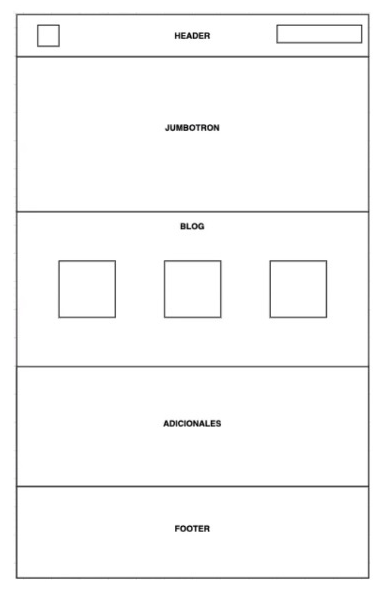 HEADER
JUMBOTRON
BLOG
ADICIONALES
FOOTER